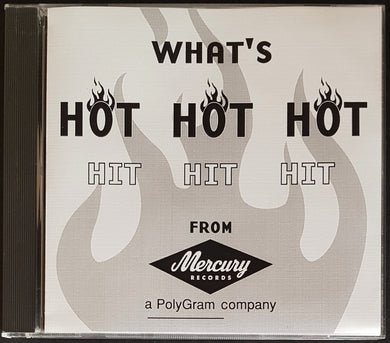 WHAT'S
HOT HOT HOT
HIT HIT HIT
FROM
Mercury
RECORDS
a PolyGram company